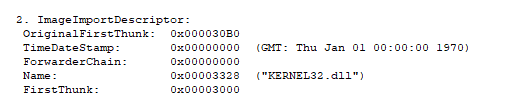 2. ImageImportDescriptor:
OriginalFirstThunk: 0x000030B0
TimeDateStamp: 0x00000000 (GMT: Thu Jan 01 00:00:00 1970)
ForwarderChain: 0x00000000
Name: 0x00003328 ("KERNEL32.dll")
FirstThunk: 0x00003000